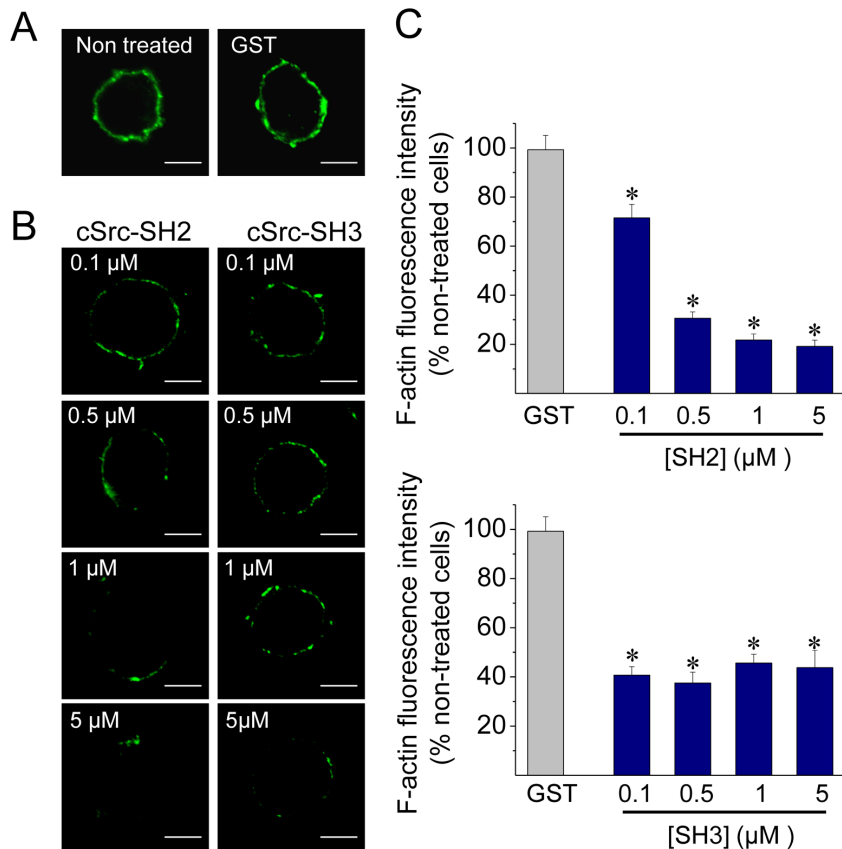 A
Non treated
GST
B
cSrc-SH2
cSrc-SH3
0.1 µM
0.1 µM
0.5 µM
0.5 µM
1 µM
1 µM
5 µM
5µM
C
F-actin fluorescence intensity
(% non-treated cells)
100
80
60
40
20
*
*
*
*
GST
0.1
0.5
1
5
[SH2] (µM )
F-actin fluorescence intensity
(% non-treated cells)
100
80
60
40
20
*
*
*
*
GST
0.1
0.5
1
5
[SH3] (µM )